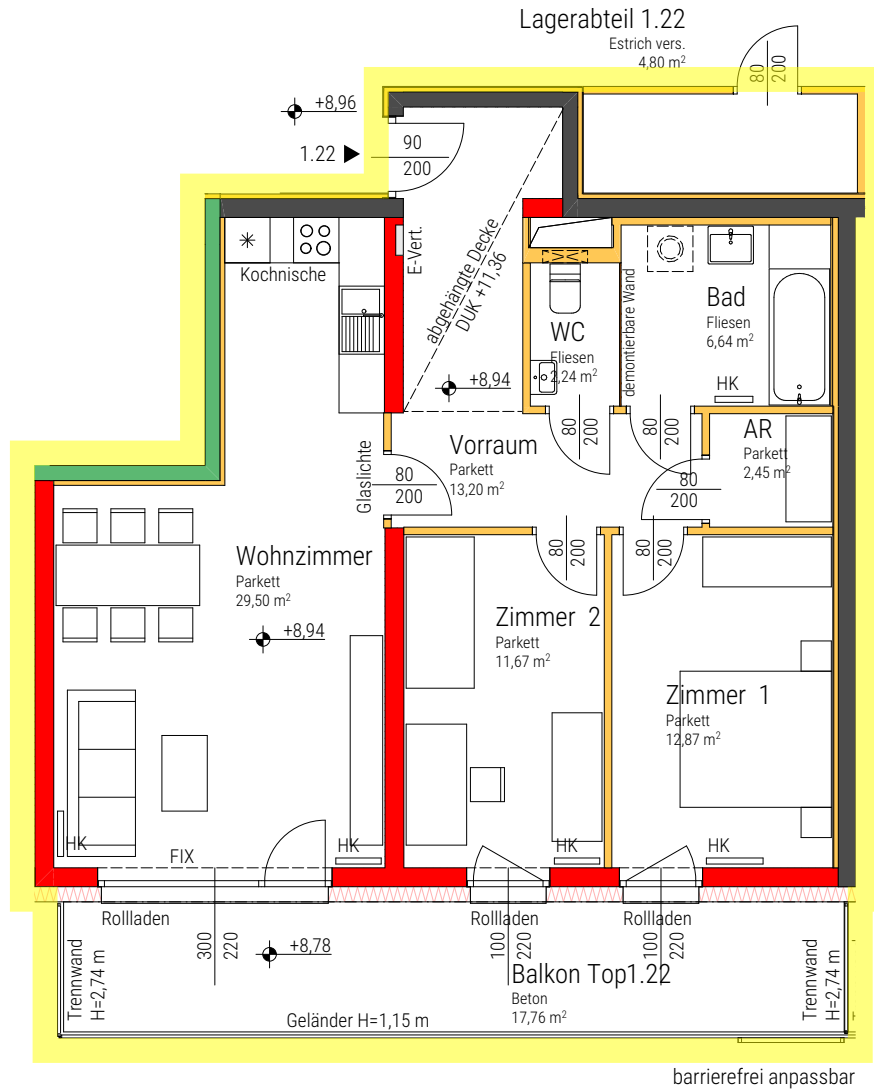 Lagerabteil 1.22
Estrich vers.
4,80 m²
80
200
+8,96
1.22
90
200
E-Vert.
abgehängte Decke
DUK +11,36
Kochnische
WC
Fliesen
2,24 m²
demontierbare Wand
Bad
Fliesen
6,64 m²
HK
+8,94
Glaslichte
80
200
Vorraum
Parkett
13,20 m²
80
200
80
200
AR
Parkett
2,45 m²
80
200
Wohnzimmer
Parkett
29,50 m²
+8,94
80
200
80
200
Zimmer 2
Parkett
11,67 m²
Zimmer 1
Parkett
12,87 m²
HK
FIX
HK
HK
HK
Rollladen
Rollladen
Rollladen
300
220
100
220
100
220
+8,78
Trennwand
H=2,74 m
Balkon Top1.22
Beton
17,76 m²
Trennwand
H=2,74 m
Geländer H=1,15 m
barrierefrei anpassbar